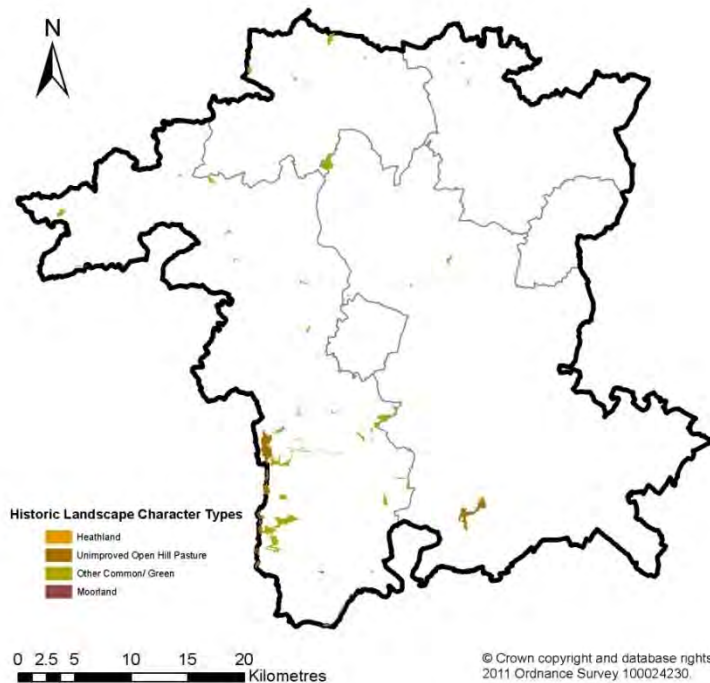 N
Historic Landscape Character Types
Heathland
Unimproved Open Hill Pasture
Other Common/ Green
Moorland
0 2.5 5 10 15 20
Kilometres
© Crown copyright and database rights
2011 Ordnance Survey 100024230.